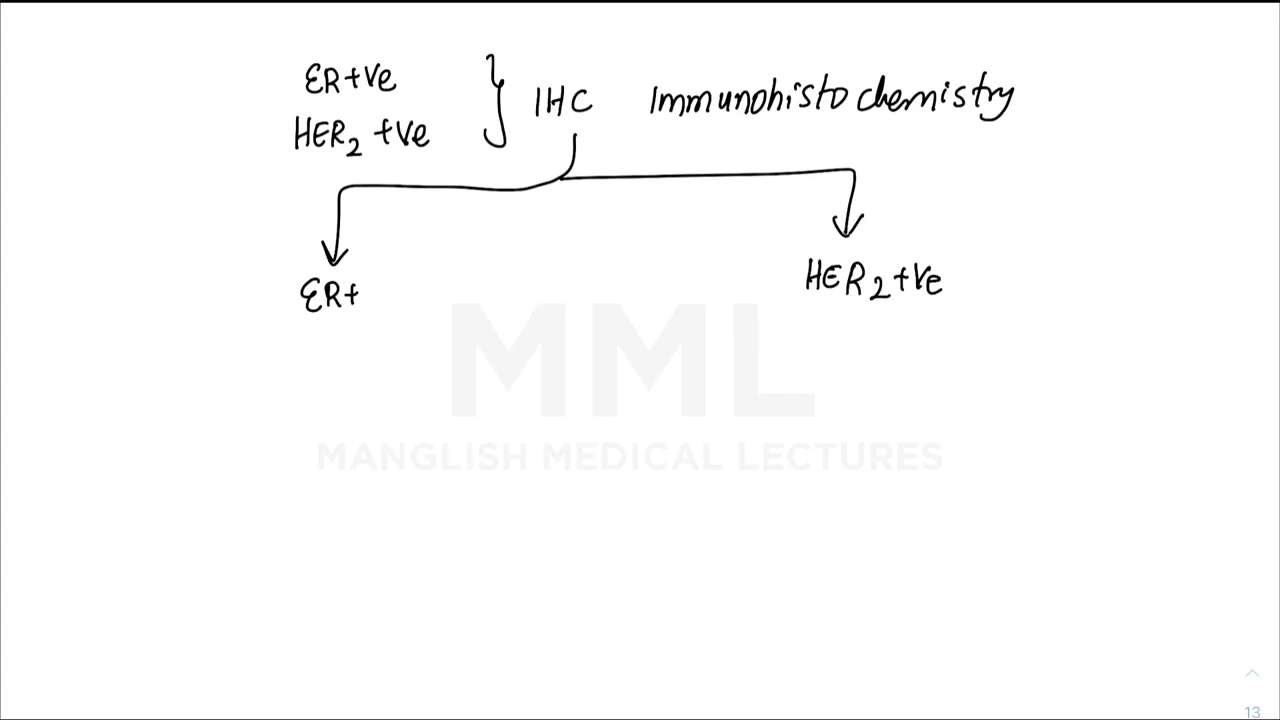 ER+ve
HER2 +ve
IHC Immunohistochemistry
ER+
HER2+ve
MML
MANGLISH MEDICAL LECTURES
13